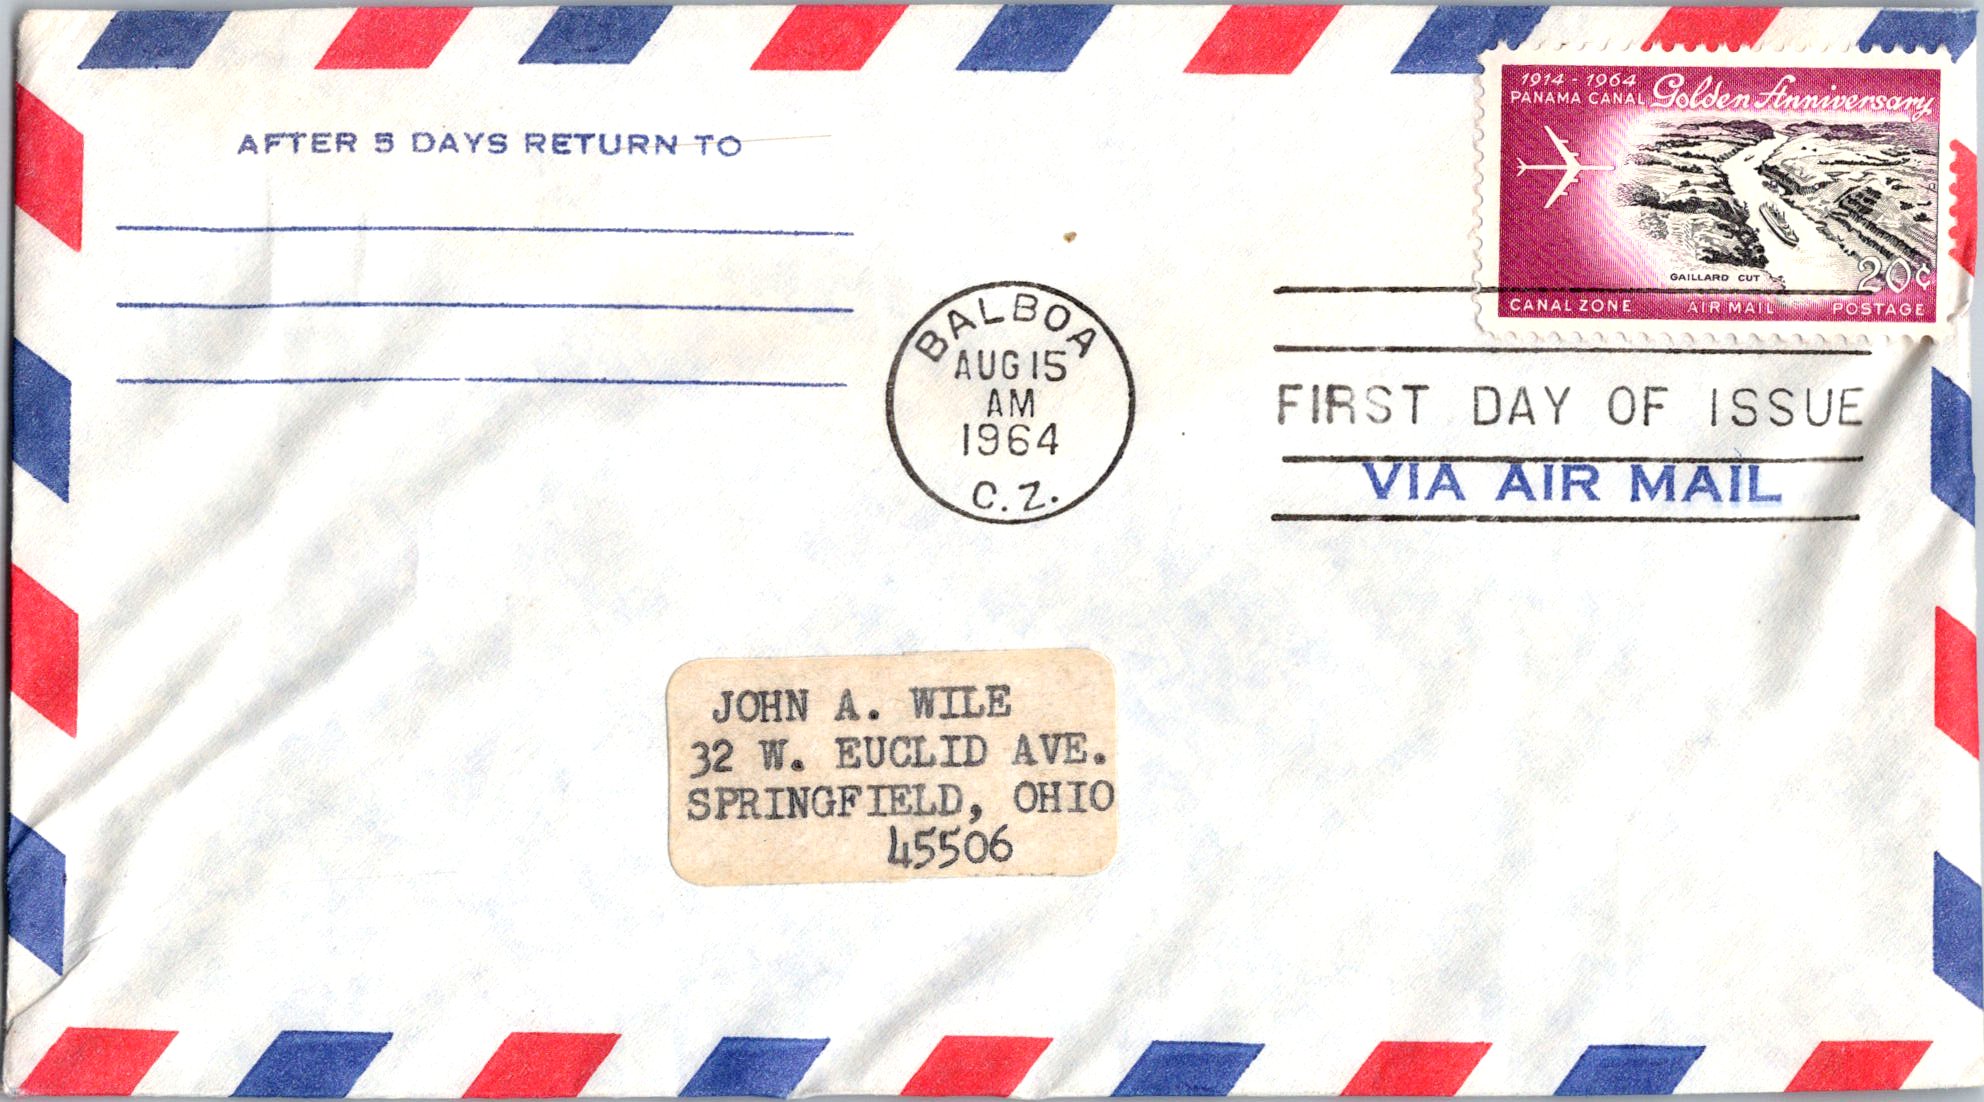 AFTER 5 DAYS RETURN TO
1914 - 1964
PANAMA CANAL Golden Anniversary
GAILLARD CUT
20¢
CANAL ZONE AIR MAIL POSTAGE
BALBOA
AUG 15
AM
1964
C. Z.
FIRST DAY OF ISSUE
VIA AIR MAIL
JOHN A. WILE
32 W. EUCLID AVE.
SPRINGFIELD, OHIO
45506